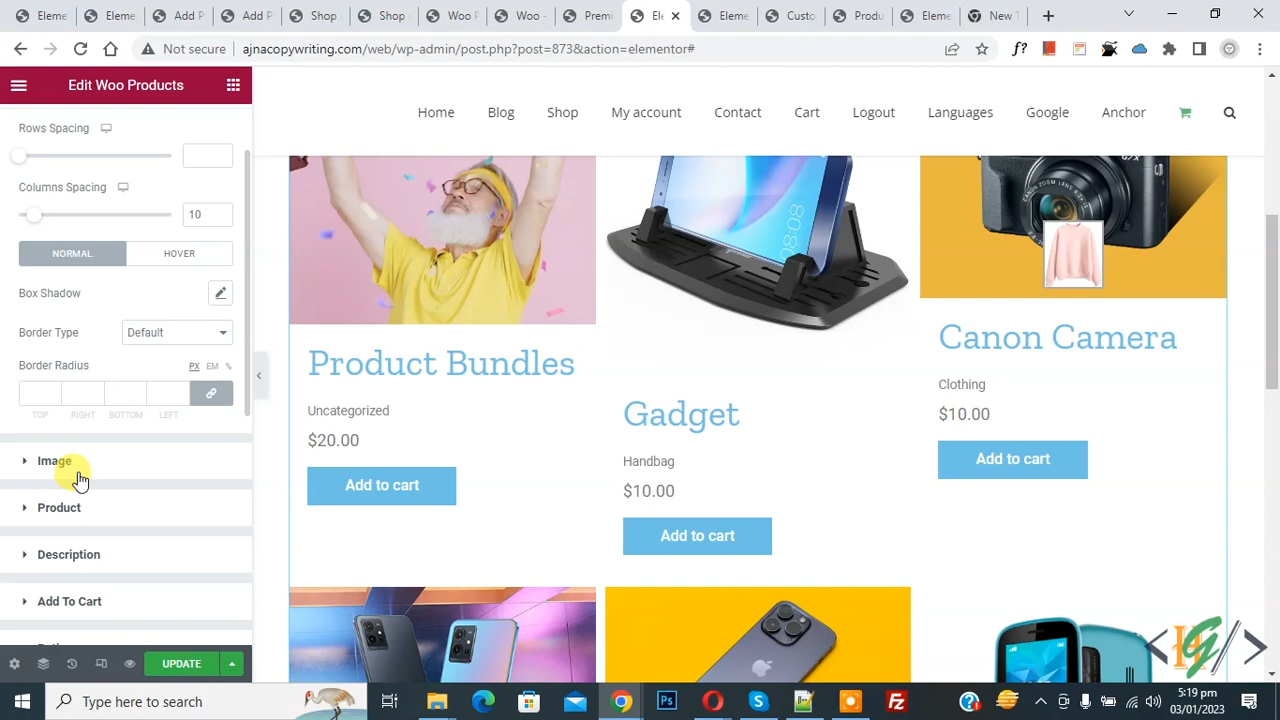 Ele
Elem
Add P
Add P
Shop
Shop
Woo P
Woo -
Premi
Ele
Eleme
Custo
Produ
Eleme
New T
Not secure
ajnacopywriting.com/web/wp-admin/post.php?post=873&action=elementor#
f?
Edit Woo Products
Home
Blog
Shop
My account
Contact
Cart
Logout
Languages
Google
Anchor
Rows Spacing
Columns Spacing
10
NORMAL
HOVER
Box Shadow
Border Type
Default
Border Radius
PX EM %
TOP RIGHT BOTTOM LEFT
Image
Product
Description
Add To Cart
UPDATE
08:08
Product Bundles
Uncategorized
$20.00
Add to cart
Gadget
Handbag
$10.00
Add to cart
Canon Camera
Clothing
$10.00
Add to cart
Type here to search
5:19 pm
03/01/2023